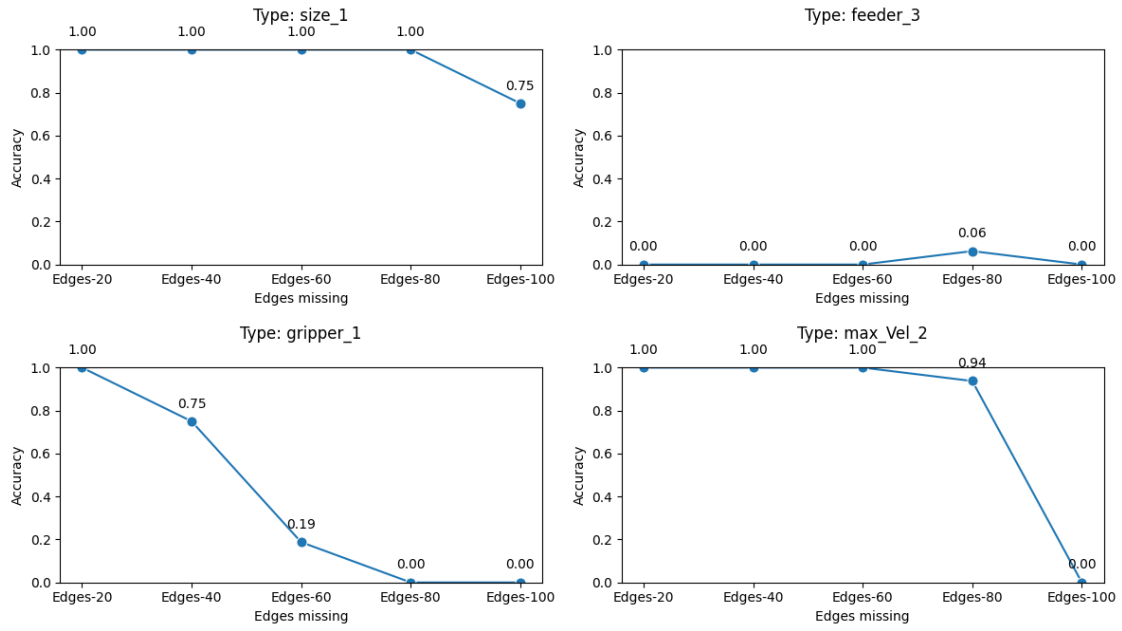 Type: size_1
1.00 1.00 1.00 1.00
1.0
0.75
0.8
0.6
Accuracy
0.4
0.2
0.0
Edges-20 Edges-40 Edges-60 Edges-80 Edges-100
Edges missing
Type: feeder_3
1.0
0.8
0.6
Accuracy
0.4
0.2
0.06
0.00 0.00 0.00 0.00
0.0
Edges-20 Edges-40 Edges-60 Edges-80 Edges-100
Edges missing
Type: gripper_1
1.00
1.0
0.75
0.8
0.6
Accuracy
0.4
0.19
0.2
0.00 0.00
0.0
Edges-20 Edges-40 Edges-60 Edges-80 Edges-100
Edges missing
Type: max_Vel_2
1.00 1.00 1.00
0.94
1.0
0.8
0.6
Accuracy
0.4
0.2
0.00
0.0
Edges-20 Edges-40 Edges-60 Edges-80 Edges-100
Edges missing